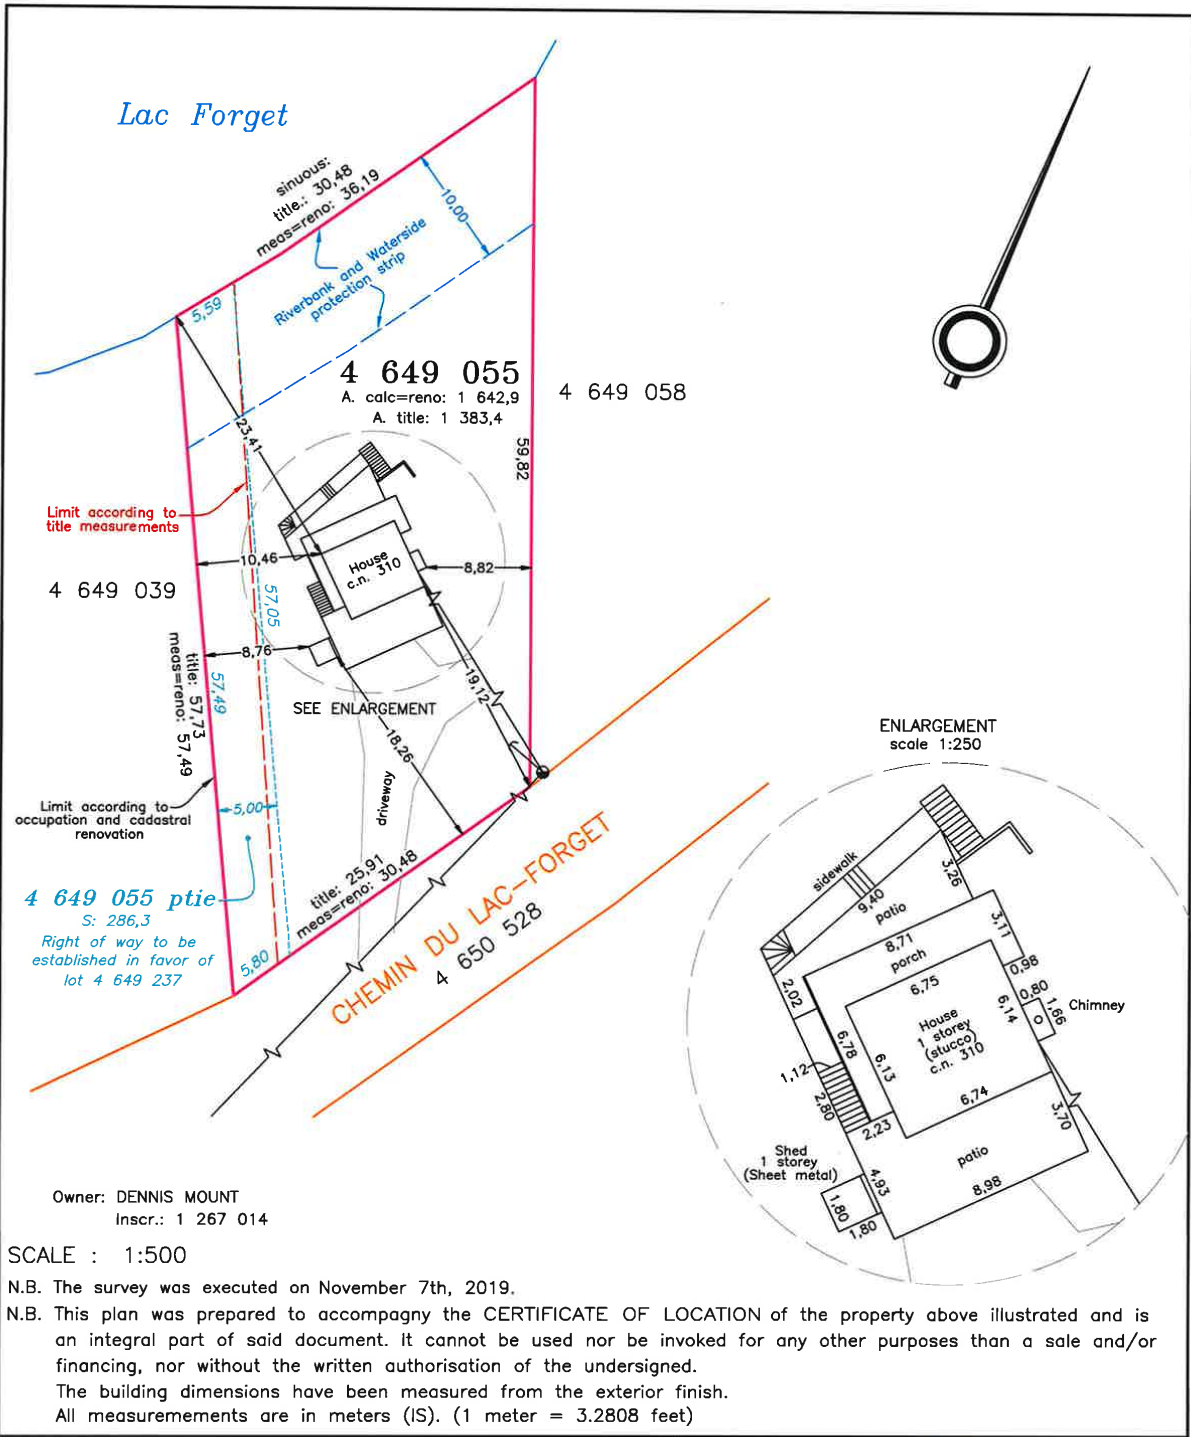 Lac Forget
sinuous:
title.: 30,48
meas=reno: 36,19
10,00
Riverbank and Waterside
protection strip
5,59
4 649 055
A. calc=reno: 1 642,9
A. title: 1 383,4
4 649 058
23,41
59,82
Limit according to
title measurements
10,46
House
c.n. 310
8,82
4 649 039
57,05
8,76
title: 57,73
meas=reno: 57,49
57,49
19,12
SEE ENLARGEMENT
18,26
driveway
Limit according to
occupation and cadastral
renovation
5,00
title: 25,91
meas=reno: 30,48
4 649 055 ptie
S: 286,3
Right of way to be
established in favor of
lot 4 649 237
5,80
CHEMIN DU LAC-FORGET
4 650 528
ENLARGEMENT
scale 1:250
sidewalk
9,40
3,26
patio
8,71
porch
3,11
6,75
0,98
2,02
0,80
1,66
Chimney
House
1 storey
(stucco)
c.n. 310
6,14
6,78
6,13
1,12
2,80
6,74
3,70
2,23
Shed
1 storey
(Sheet metal)
patio
4,93
8,98
1,80
1,80
Owner: DENNIS MOUNT
Inscr.: 1 267 014
SCALE : 1:500
N.B. The survey was executed on November 7th, 2019.
N.B. This plan was prepared to accompagny the CERTIFICATE OF LOCATION of the property above illustrated and is
an integral part of said document. It cannot be used nor be invoked for any other purposes than a sale and/or
financing, nor without the written authorisation of the undersigned.
The building dimensions have been measured from the exterior finish.
All measuremements are in meters (IS). (1 meter = 3.2808 feet)